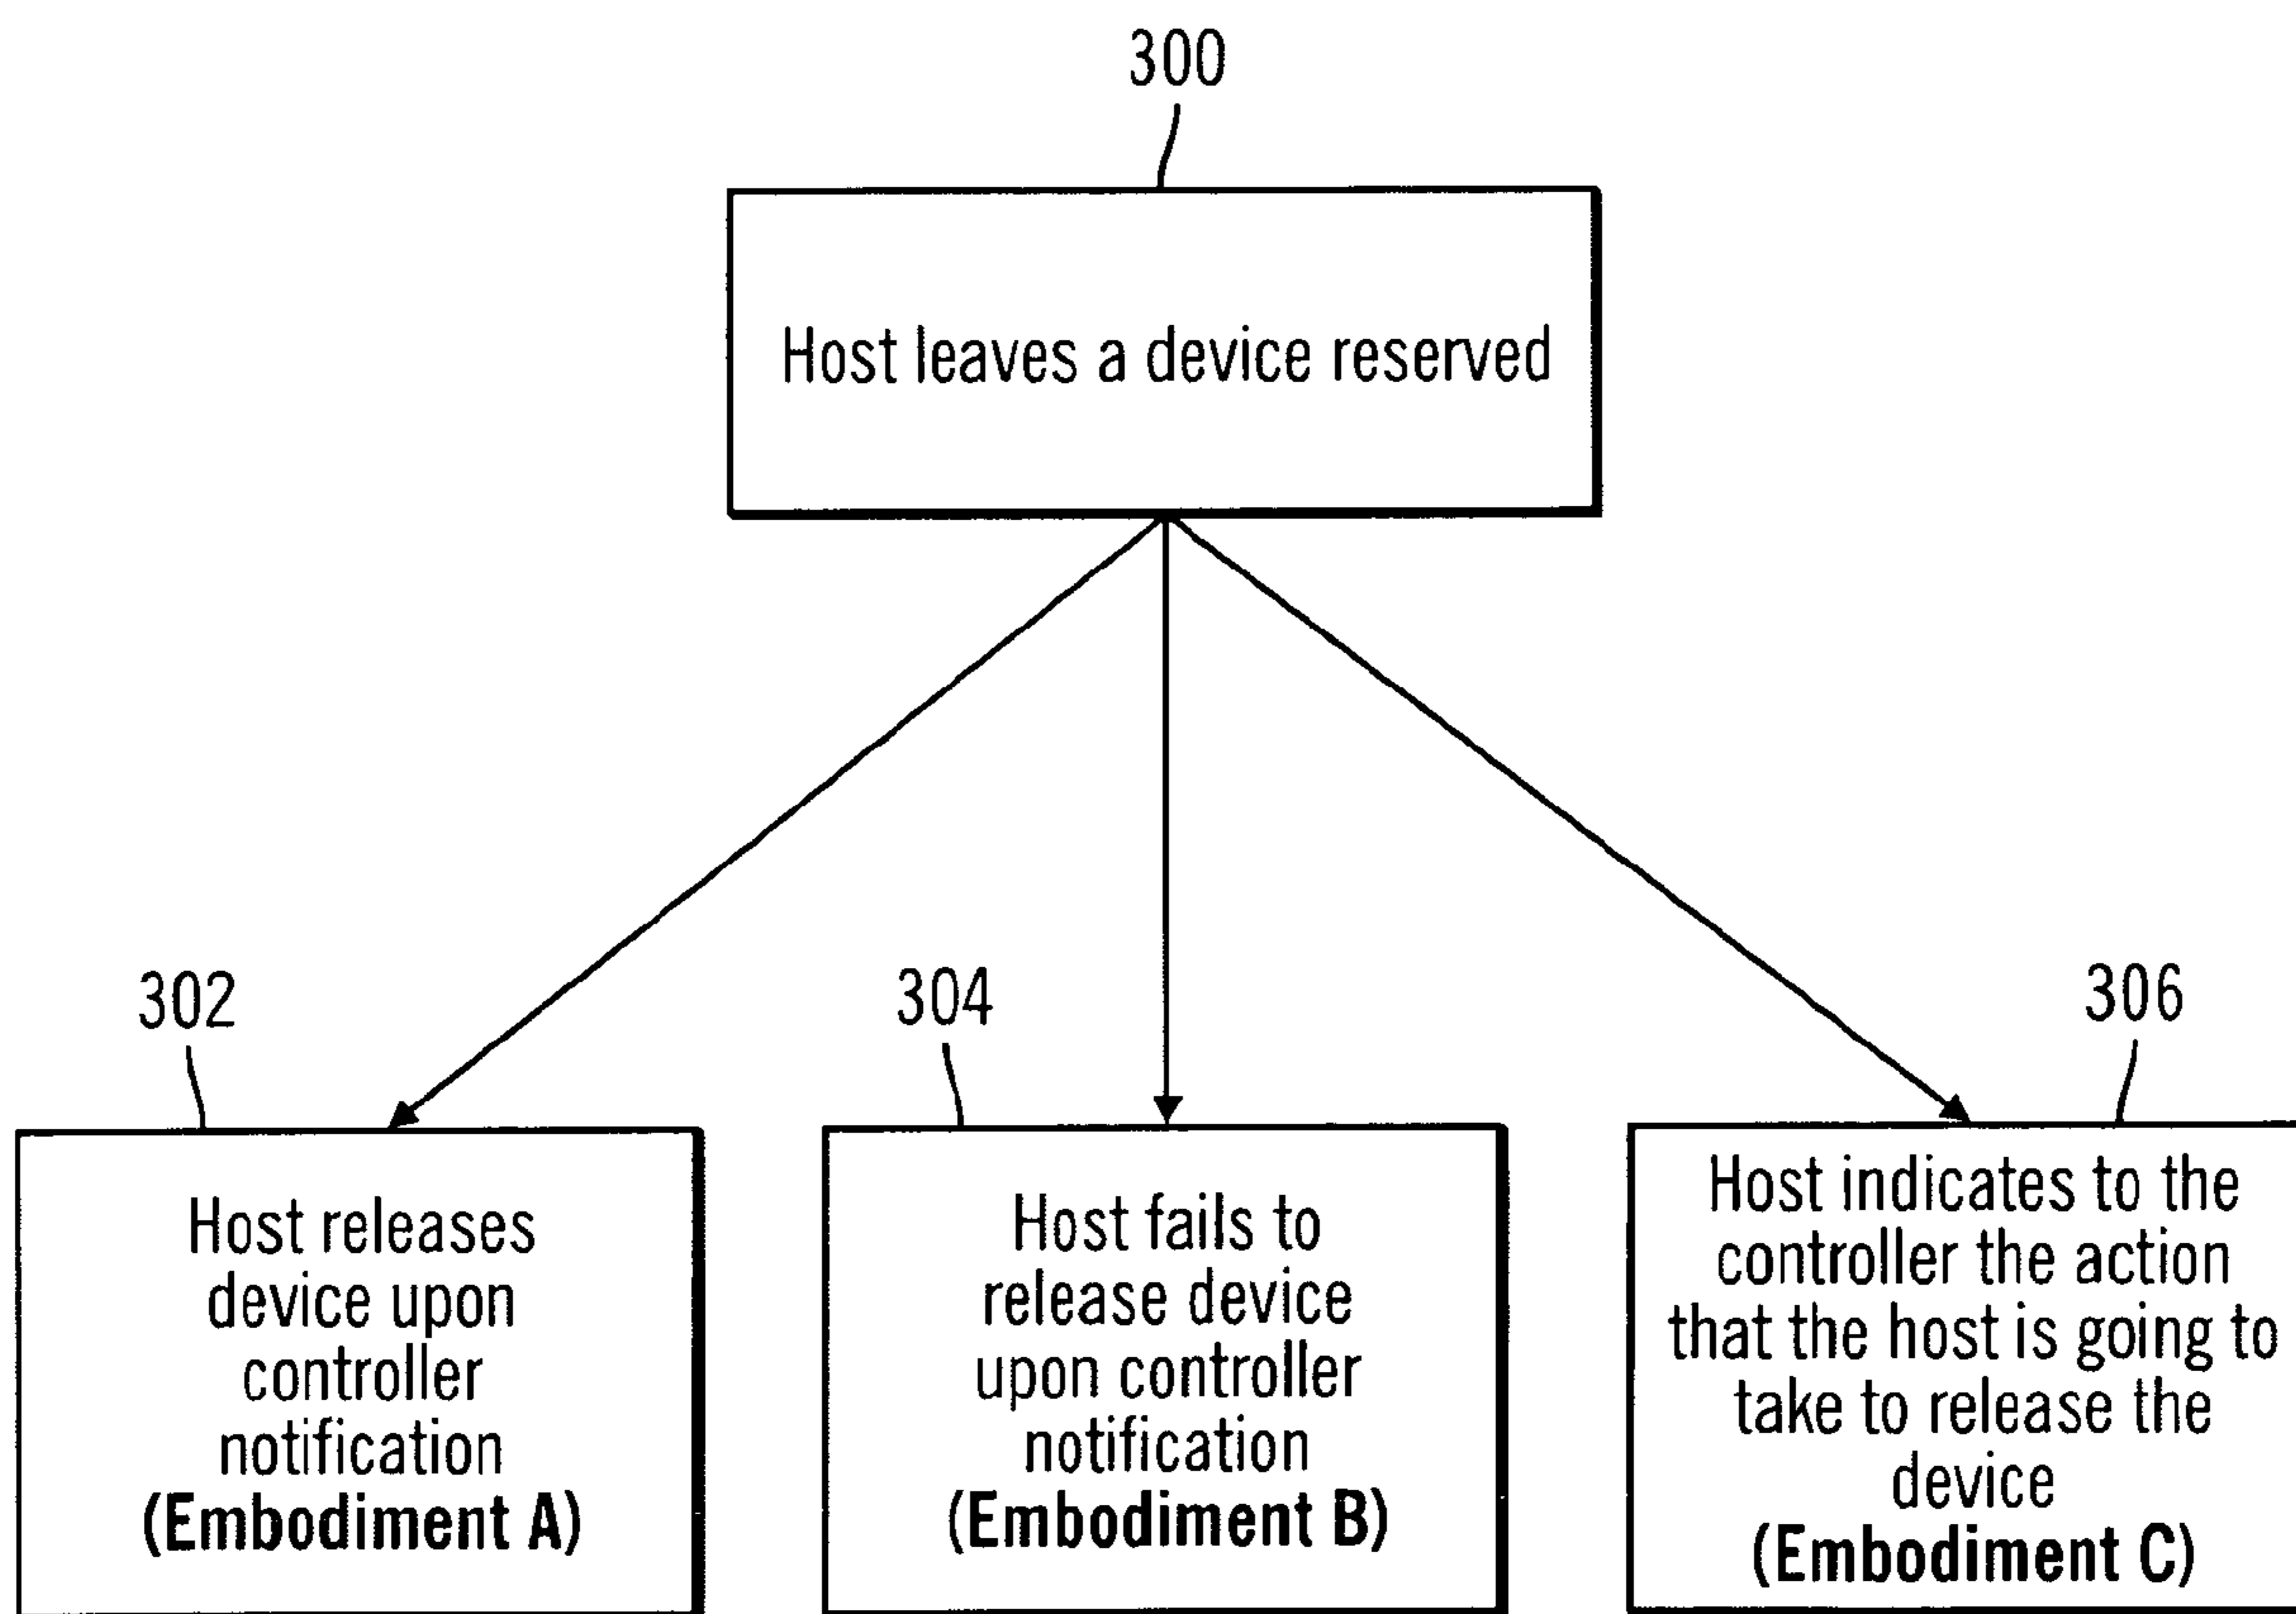 300
Host leaves a device reserved
302
304
306
Host releases
device upon
controller
notification
(Embodiment A)
Host fails to
release device
upon controller
notification
(Embodiment B)
Host indicates to the
controller the action
that the host is going to
take to release the
device
(Embodiment C)